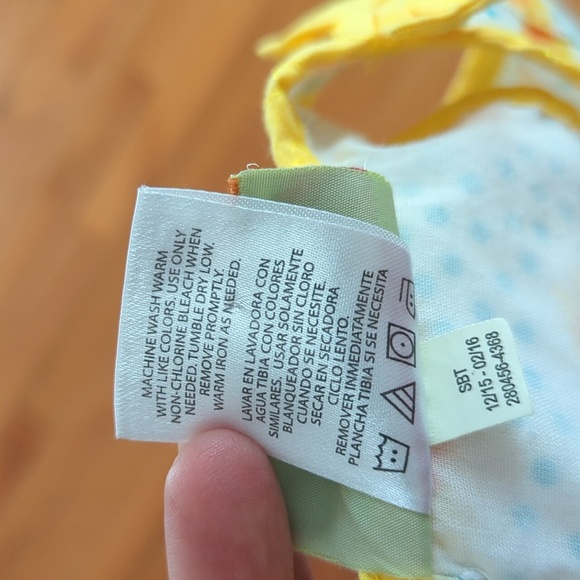 MACHINE WASH WARM
WITH LIKE COLORS. USE ONLY
NON-CHLORINE BLEACH WHEN
NEEDED. TUMBLE DRY LOW.
REMOVE PROMPTLY.
WARM IRON AS NEEDED.
LAVAR EN LAVADORA CON
AGUA TIBIA CON COLORES
SIMILARES. USAR SOLAMENTE
BLANQUEADOR SIN CLORO
CUANDO SE NECESITE.
SECAR EN SECADORA
CICLO LENTO.
REMOVER INMEDIATAMENTE
PLANCHA TIBIA SI SE NECESITA
SBT
12/15 - 02/16
280456-4368